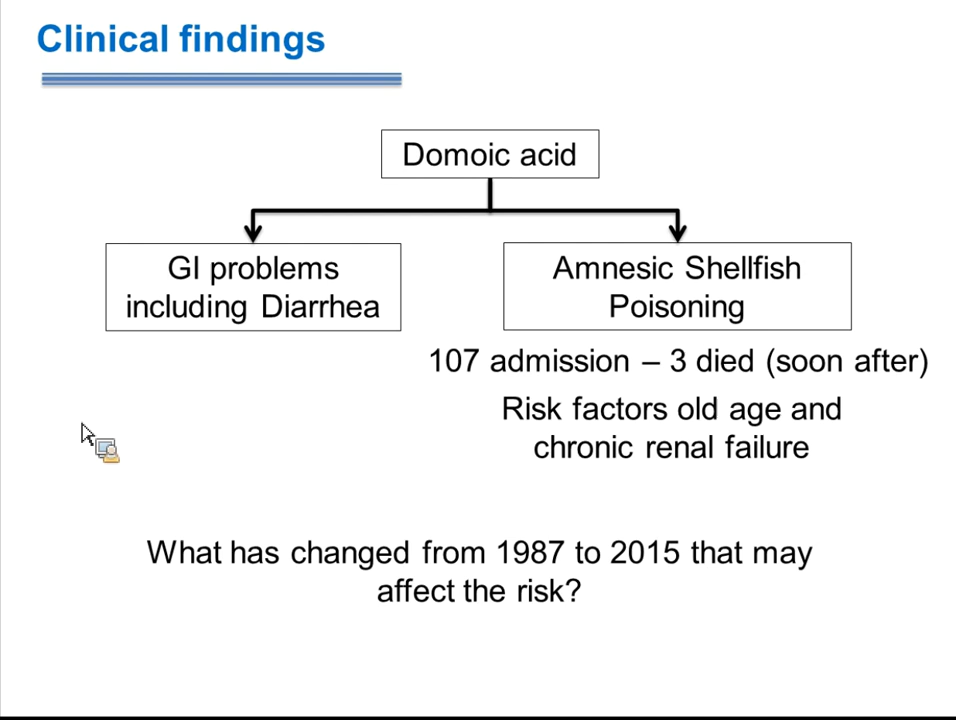 Clinical findings
Domoic acid
GI problems
including Diarrhea
Amnesic Shellfish
Poisoning
107 admission – 3 died (soon after)
Risk factors old age and
chronic renal failure
What has changed from 1987 to 2015 that may
affect the risk?